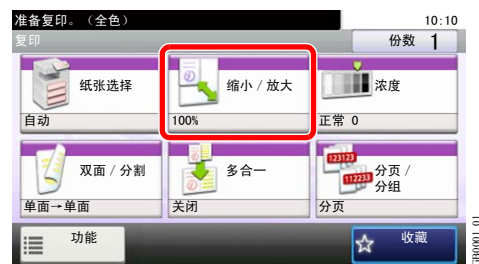 准备复印。（全色）
10:10
复印
份数 1
纸张选择
自动
缩小 / 放大
100%
浓度
正常 0
双面 / 分割
单面→单面
多合一
关闭
123123
112233
分页 /
分组
分页
功能
收藏